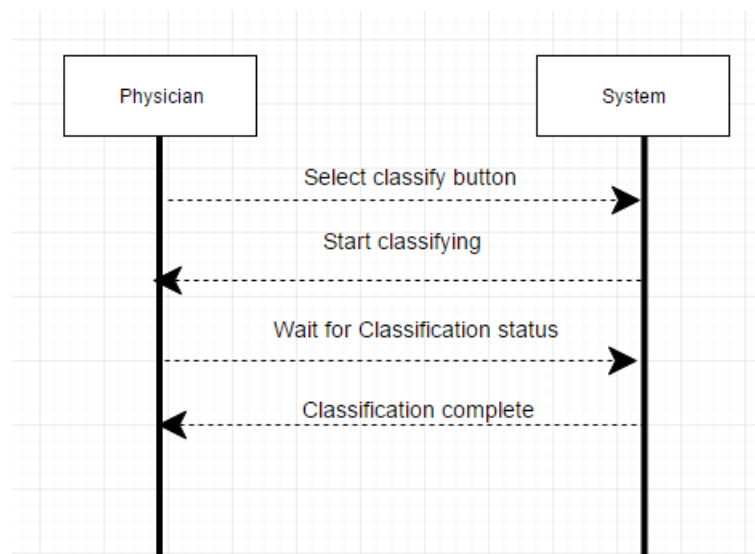 Physician
System
Select classify button
Start classifying
Wait for Classification status
Classification complete